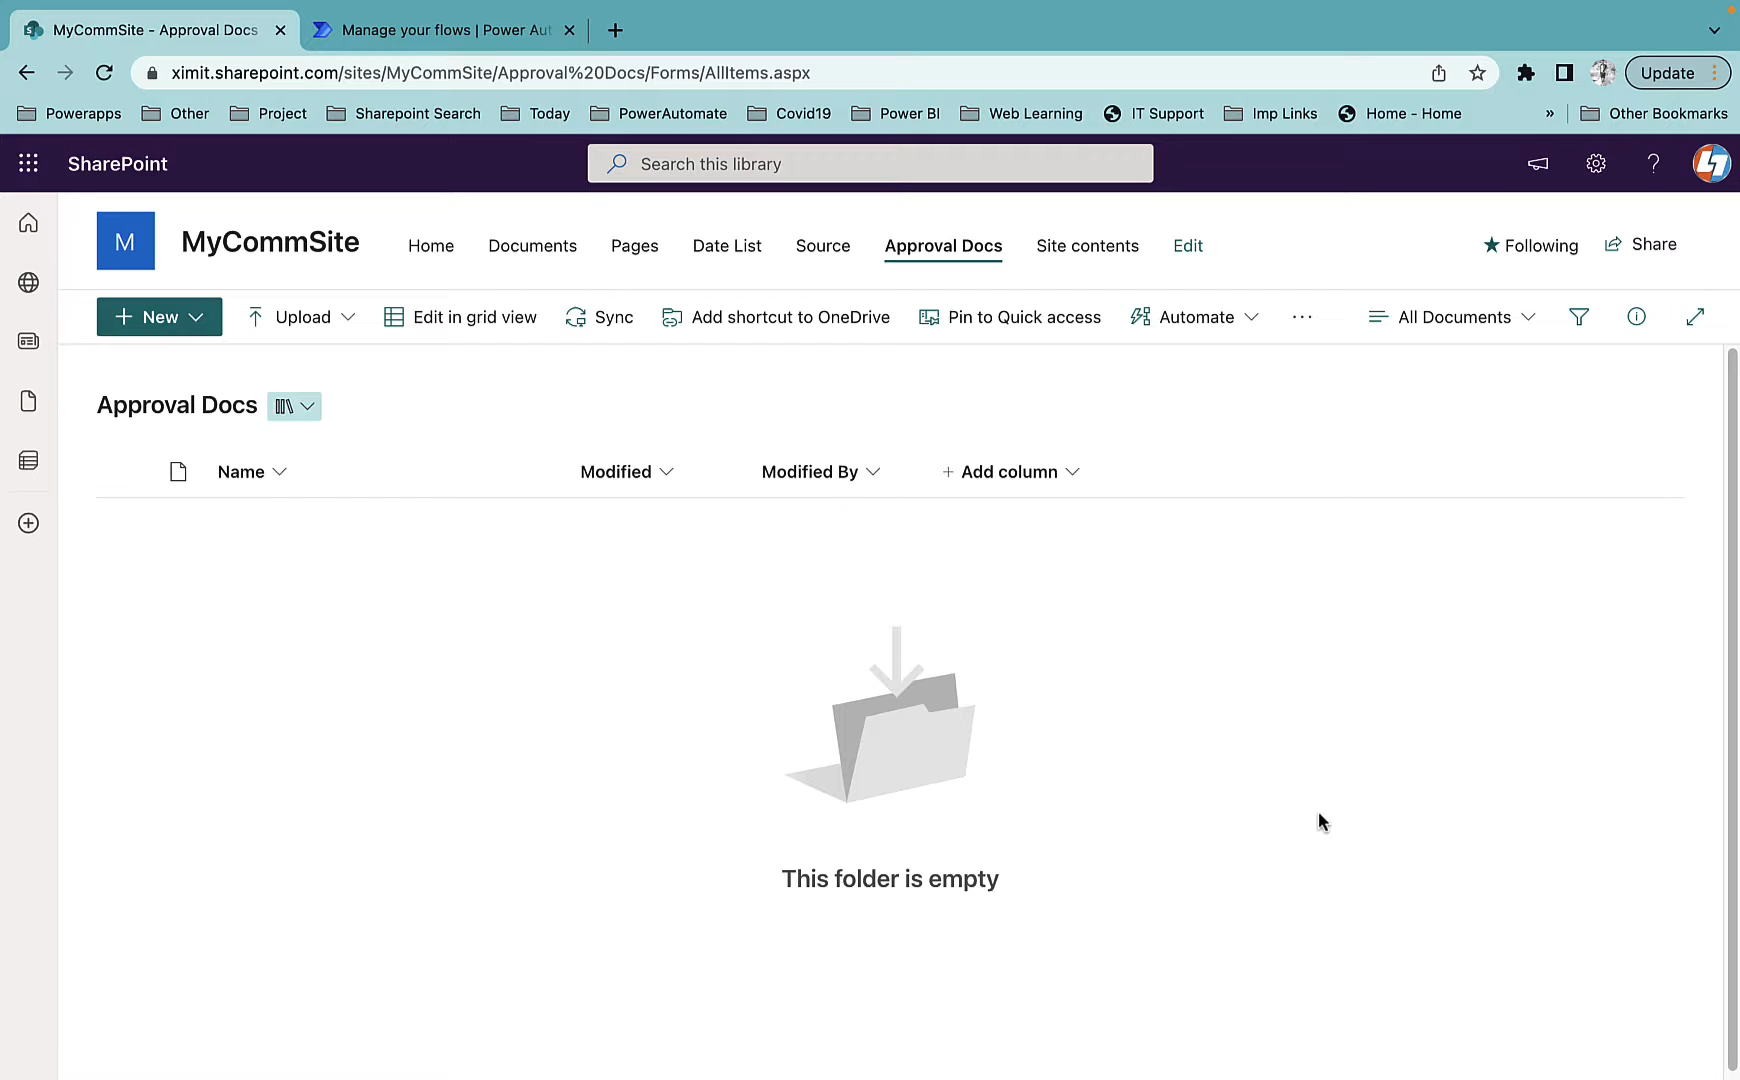 MyCommSite - Approval Docs
Manage your flows | Power Aut
ximit.sharepoint.com/sites/MyCommSite/Approval%20Docs/Forms/AllItems.aspx
Update
Powerapps Other Project Sharepoint Search Today PowerAutomate Covid19 Power BI Web Learning IT Support Imp Links Home - Home » Other Bookmarks
SharePoint
Search this library
M
MyCommSite
Home Documents Pages Date List Source Approval Docs Site contents Edit
Following Share
New Upload Edit in grid view Sync Add shortcut to OneDrive Pin to Quick access Automate ··· All Documents
Approval Docs
Name Modified Modified By + Add column
This folder is empty